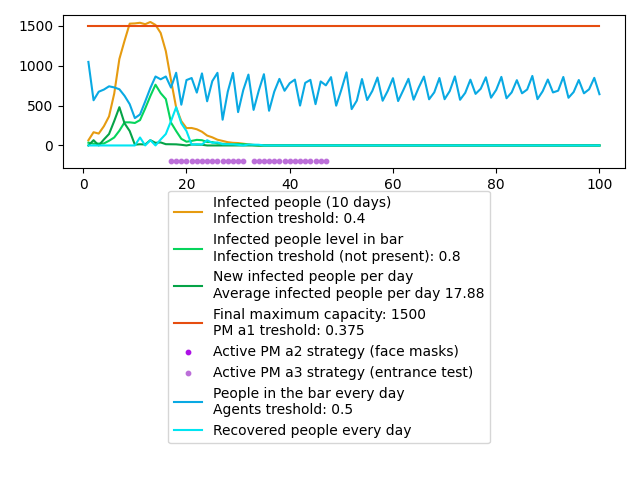 1500
1000
500
0
0 20 40 60 80 100
Infected people (10 days)
Infection treshold: 0.4
Infected people level in bar
Infection treshold (not present): 0.8
New infected people per day
Average infected people per day 17.88
Final maximum capacity: 1500
PM a1 treshold: 0.375
Active PM a2 strategy (face masks)
Active PM a3 strategy (entrance test)
People in the bar every day
Agents treshold: 0.5
Recovered people every day